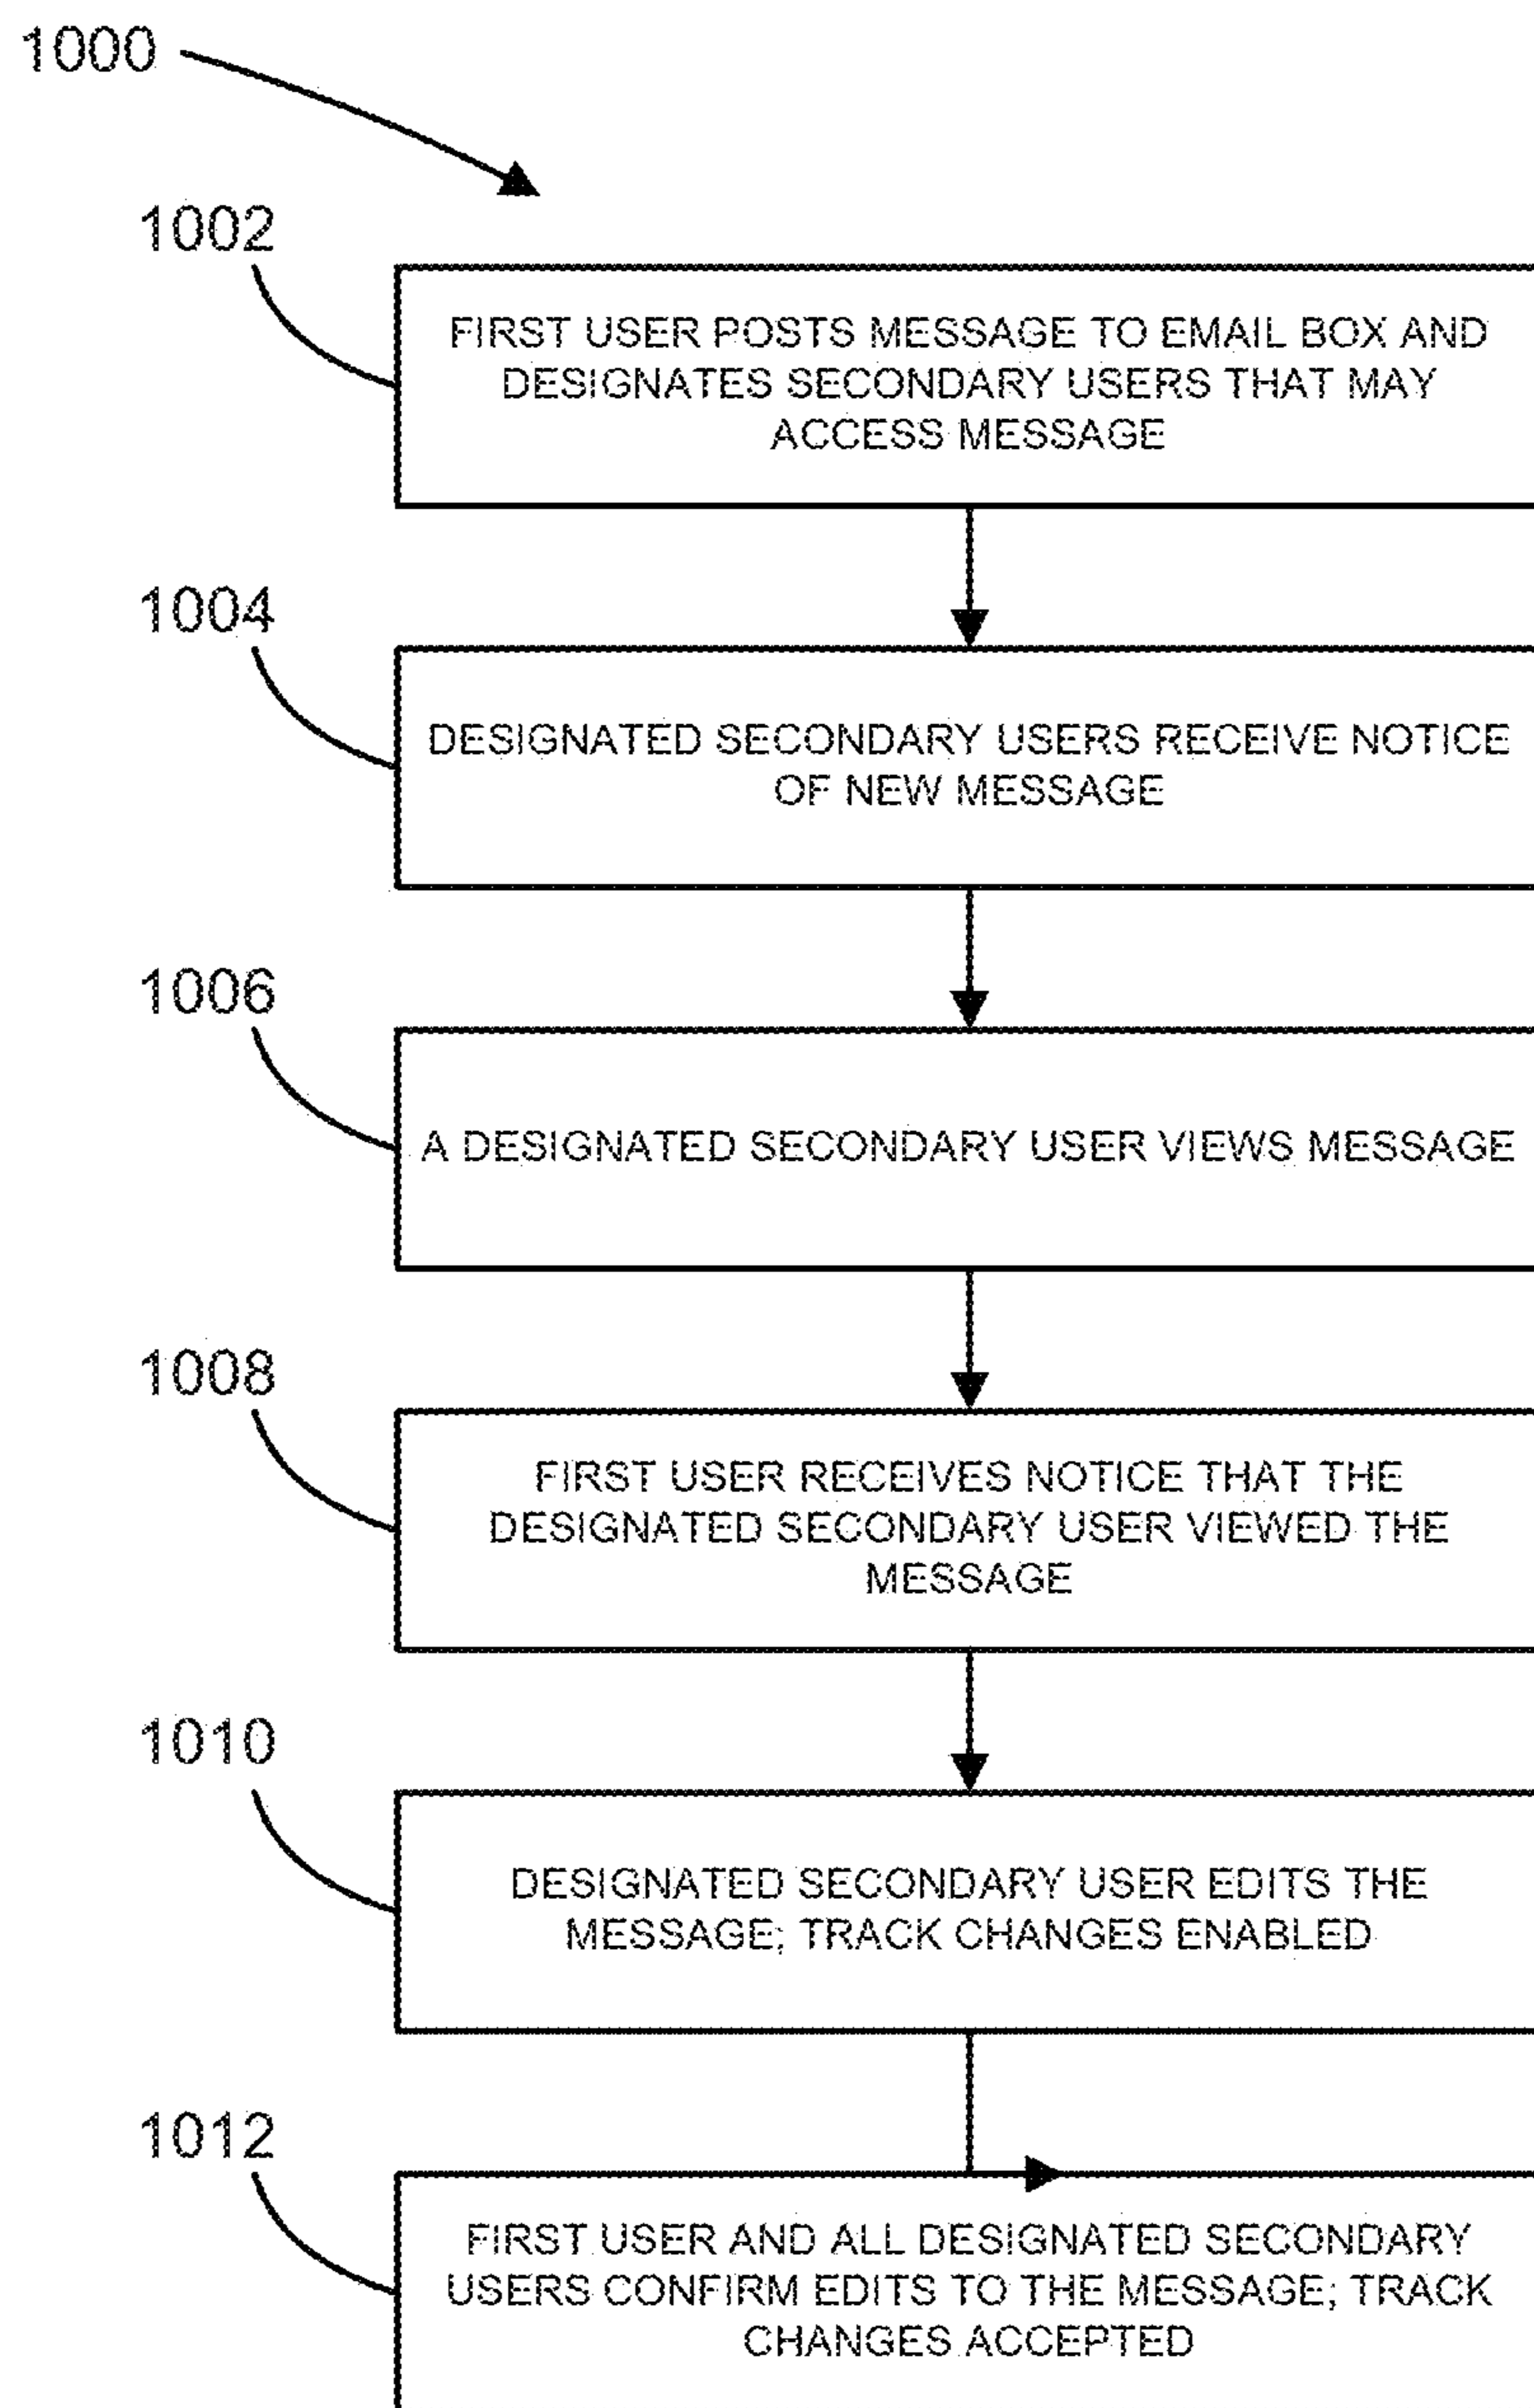 1000
1002
FIRST USER POSTS MESSAGE TO EMAIL BOX AND
DESIGNATES SECONDARY USERS THAT MAY
ACCESS MESSAGE
1004
DESIGNATED SECONDARY USERS RECEIVE NOTICE
OF NEW MESSAGE
1006
A DESIGNATED SECONDARY USER VIEWS MESSAGE
1008
FIRST USER RECEIVES NOTICE THAT THE
DESIGNATED SECONDARY USER VIEWED THE
MESSAGE
1010
DESIGNATED SECONDARY USER EDITS THE
MESSAGE; TRACK CHANGES ENABLED
1012
FIRST USER AND ALL DESIGNATED SECONDARY
USERS CONFIRM EDITS TO THE MESSAGE; TRACK
CHANGES ACCEPTED